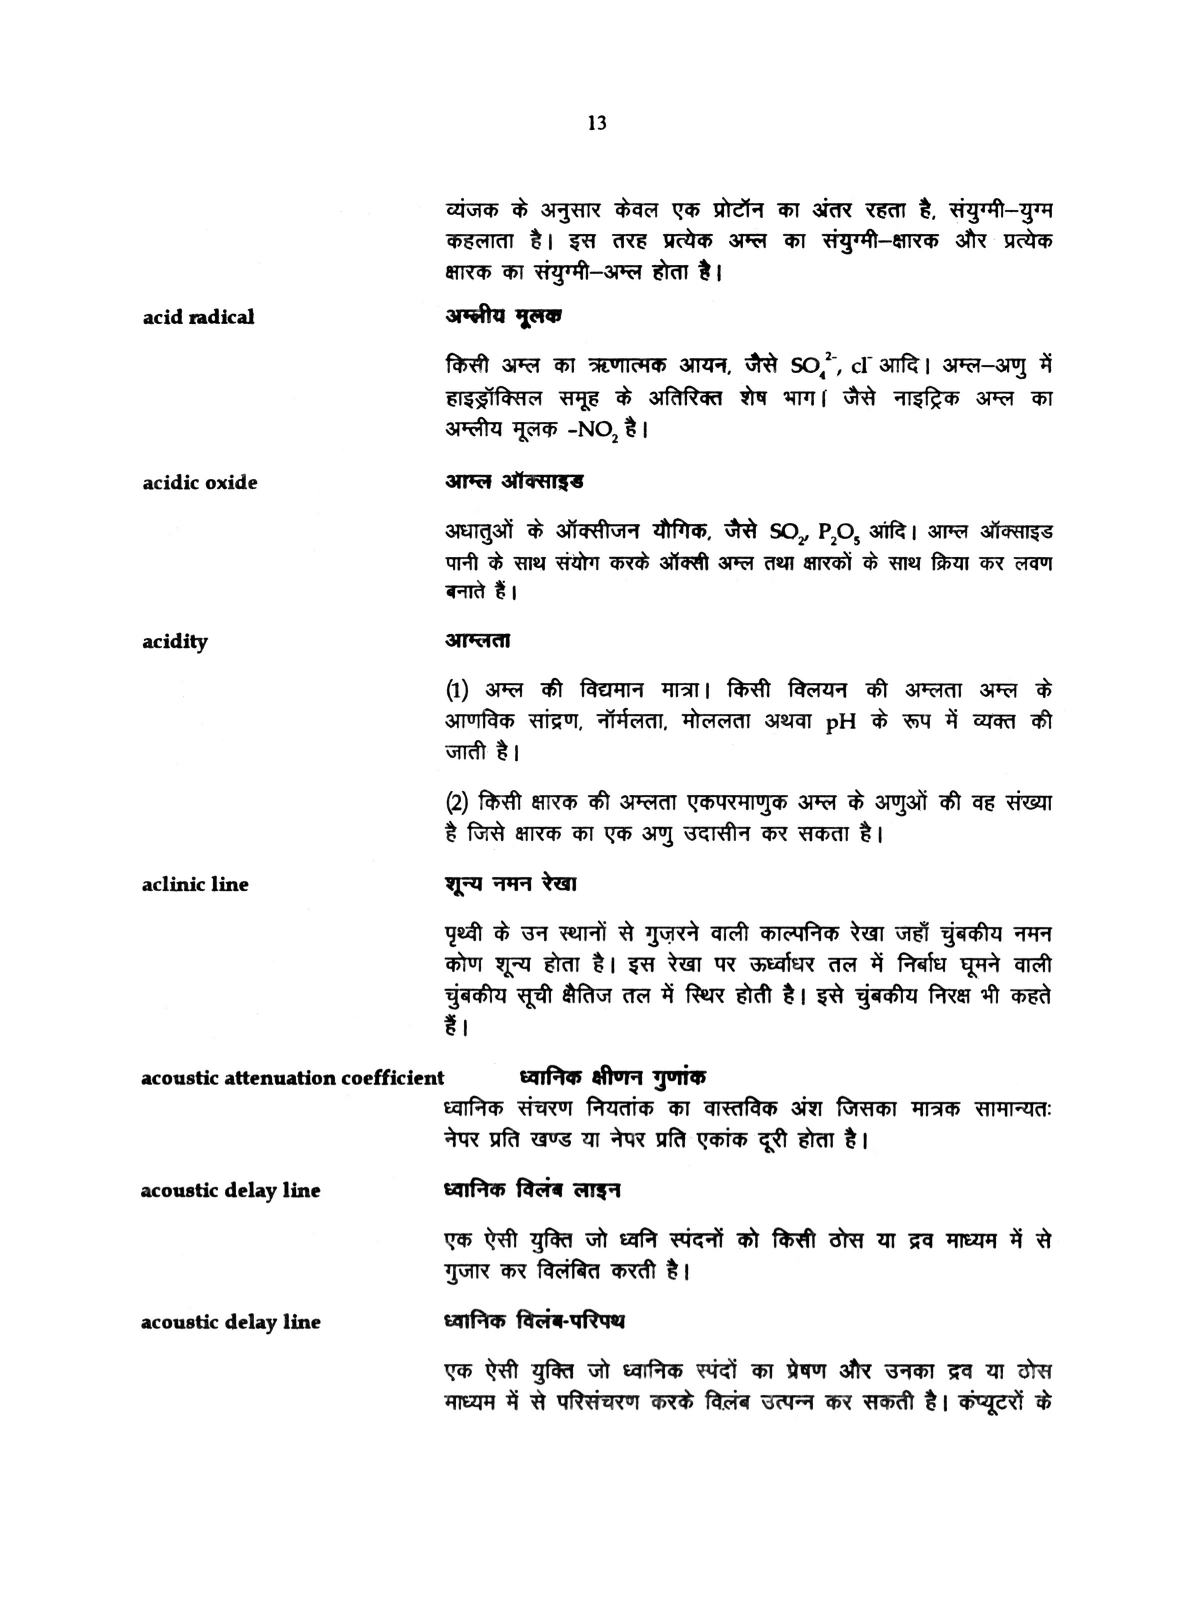 13
व्यंजक के अनुसार केवल एक प्रोटॉन का अंतर रहता है, संयुग्मी–युग्म
कहलाता है। इस तरह प्रत्येक अम्ल का संयुग्मी–क्षारक और प्रत्येक
क्षारक का संयुग्मी–अम्ल होता है।
acid radical अम्लीय मूलक
किसी अम्ल का ऋणात्मक आयन, जैसे SO₄²⁻, cl⁻ आदि। अम्ल–अणु में
हाइड्रॉक्सिल समूह के अतिरिक्त शेष भाग। जैसे नाइट्रिक अम्ल का
अम्लीय मूलक -NO₂ है।
acidic oxide आम्ल ऑक्साइड
अधातुओं के ऑक्सीजन यौगिक, जैसे SO₂, P₂O₅ आदि। आम्ल ऑक्साइड
पानी के साथ संयोग करके ऑक्सी अम्ल तथा क्षारकों के साथ क्रिया कर लवण
बनाते हैं।
acidity आम्लता
(1) अम्ल की विद्यमान मात्रा। किसी विलयन की अम्लता अम्ल के
आणविक सांद्रण, नॉर्मलता, मोललता अथवा pH के रूप में व्यक्त की
जाती है।
(2) किसी क्षारक की अम्लता एकपरमाणुक अम्ल के अणुओं की वह संख्या
है जिसे क्षारक का एक अणु उदासीन कर सकता है।
aclinic line शून्य नमन रेखा
पृथ्वी के उन स्थानों से गुज़रने वाली काल्पनिक रेखा जहाँ चुंबकीय नमन
कोण शून्य होता है। इस रेखा पर ऊर्ध्वाधर तल में निर्बाध घूमने वाली
चुंबकीय सूची क्षैतिज तल में स्थिर होती है। इसे चुंबकीय निरक्ष भी कहते
हैं।
acoustic attenuation coefficient ध्वानिक क्षीणन गुणांक
ध्वानिक संचरण नियतांक का वास्तविक अंश जिसका मात्रक सामान्यतः
नेपर प्रति खण्ड या नेपर प्रति एकांक दूरी होता है।
acoustic delay line ध्वानिक विलंब लाइन
एक ऐसी युक्ति जो ध्वनि स्पंदनों को किसी ठोस या द्रव माध्यम में से
गुजार कर विलंबित करती है।
acoustic delay line ध्वानिक विलंब-परिपथ
एक ऐसी युक्ति जो ध्वानिक स्पंदों का प्रेषण और उनका द्रव या ठोस
माध्यम में से परिसंचरण करके विलंब उत्पन्न कर सकती है। कंप्यूटरों के